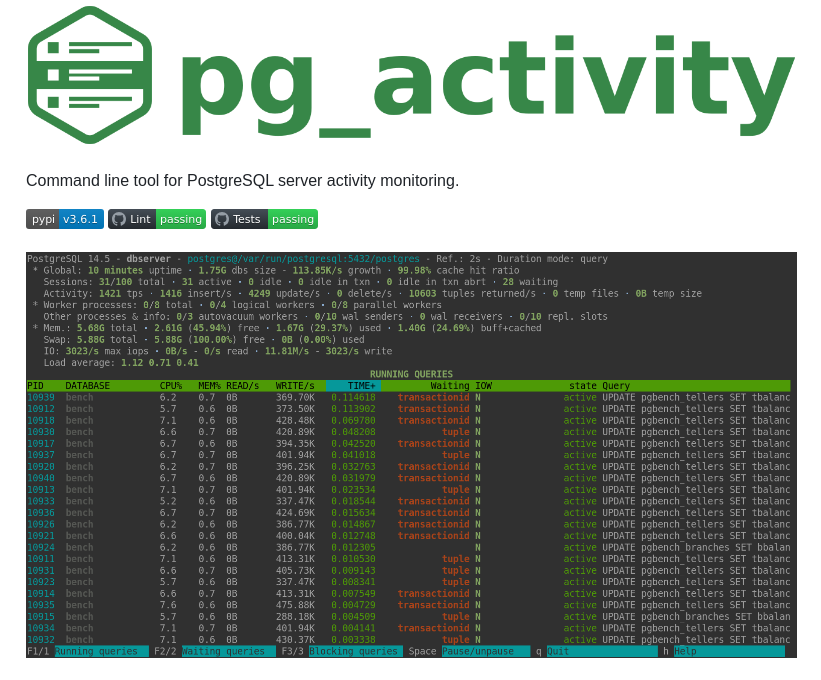 pg_activity
Command line tool for PostgreSQL server activity monitoring.
pypi v3.6.1 Lint passing Tests passing
PostgreSQL 14.5 - dbserver - postgres@/var/run/postgresql:5432/postgres - Ref.: 2s - Duration mode: query
* Global: 10 minutes uptime · 1.75G dbs size - 113.85K/s growth · 99.98% cache hit ratio
Sessions: 31/100 total · 31 active · 0 idle · 0 idle in txn · 0 idle in txn abrt · 28 waiting
Activity: 1421 tps · 1416 insert/s · 4249 update/s · 0 delete/s · 10603 tuples returned/s · 0 temp files · 0B temp size
* Worker processes: 0/8 total · 0/4 logical workers · 0/8 parallel workers
Other processes & info: 0/3 autovacuum workers · 0/10 wal senders · 0 wal receivers · 0/10 repl. slots
* Mem.: 5.68G total · 2.61G (45.94%) free · 1.67G (29.37%) used · 1.40G (24.69%) buff+cached
Swap: 5.88G total · 5.88G (100.00%) free · 0B (0.00%) used
IO: 3023/s max iops · 0B/s - 0/s read · 11.81M/s - 3023/s write
Load average: 1.12 0.71 0.41
RUNNING QUERIES
PID DATABASE CPU% MEM% READ/s WRITE/s TIME+ Waiting IOW state Query
10939 bench 6.2 0.7 0B 369.70K 0.114618 transactionid N active UPDATE pgbench_tellers SET tbalanc
10912 bench 5.7 0.6 0B 373.50K 0.113902 transactionid N active UPDATE pgbench_tellers SET tbalanc
10918 bench 7.1 0.6 0B 428.48K 0.069780 transactionid N active UPDATE pgbench_tellers SET tbalanc
10930 bench 6.6 0.7 0B 420.89K 0.048208 tuple N active UPDATE pgbench_tellers SET tbalanc
10917 bench 6.7 0.6 0B 394.35K 0.042520 transactionid N active UPDATE pgbench_tellers SET tbalanc
10937 bench 6.7 0.7 0B 401.94K 0.041018 tuple N active UPDATE pgbench_tellers SET tbalanc
10920 bench 6.2 0.7 0B 396.25K 0.032763 transactionid N active UPDATE pgbench_tellers SET tbalanc
10940 bench 6.7 0.6 0B 420.89K 0.031979 transactionid N active UPDATE pgbench_tellers SET tbalanc
10913 bench 7.1 0.7 0B 401.94K 0.023534 tuple N active UPDATE pgbench_tellers SET tbalanc
10933 bench 5.2 0.6 0B 337.47K 0.018544 transactionid N active UPDATE pgbench_tellers SET tbalanc
10936 bench 6.7 0.7 0B 424.69K 0.015634 transactionid N active UPDATE pgbench_tellers SET tbalanc
10926 bench 6.2 0.6 0B 386.77K 0.014867 transactionid N active UPDATE pgbench_tellers SET tbalanc
10921 bench 6.6 0.6 0B 400.04K 0.012748 transactionid N active UPDATE pgbench_tellers SET tbalanc
10924 bench 6.2 0.6 0B 386.77K 0.012305 N active UPDATE pgbench_branches SET bbalan
10911 bench 7.1 0.6 0B 413.31K 0.010530 tuple N active UPDATE pgbench_tellers SET tbalanc
10931 bench 6.6 0.7 0B 405.73K 0.009143 tuple N active UPDATE pgbench_tellers SET tbalanc
10923 bench 5.7 0.6 0B 337.47K 0.008341 tuple N active UPDATE pgbench_tellers SET tbalanc
10914 bench 6.6 0.7 0B 413.31K 0.007549 transactionid N active UPDATE pgbench_tellers SET tbalanc
10935 bench 7.6 0.6 0B 475.88K 0.004729 transactionid N active UPDATE pgbench_tellers SET tbalanc
10915 bench 5.7 0.6 0B 288.18K 0.004509 tuple N active UPDATE pgbench_branches SET bbalan
10934 bench 7.1 0.7 0B 401.94K 0.004141 transactionid N active UPDATE pgbench_tellers SET tbalanc
10932 bench 7.1 0.6 0B 430.37K 0.003338 tuple N active UPDATE pgbench_tellers SET tbalanc
F1/1 Running queries F2/2 Waiting queries F3/3 Blocking queries Space Pause/unpause q Quit h Help